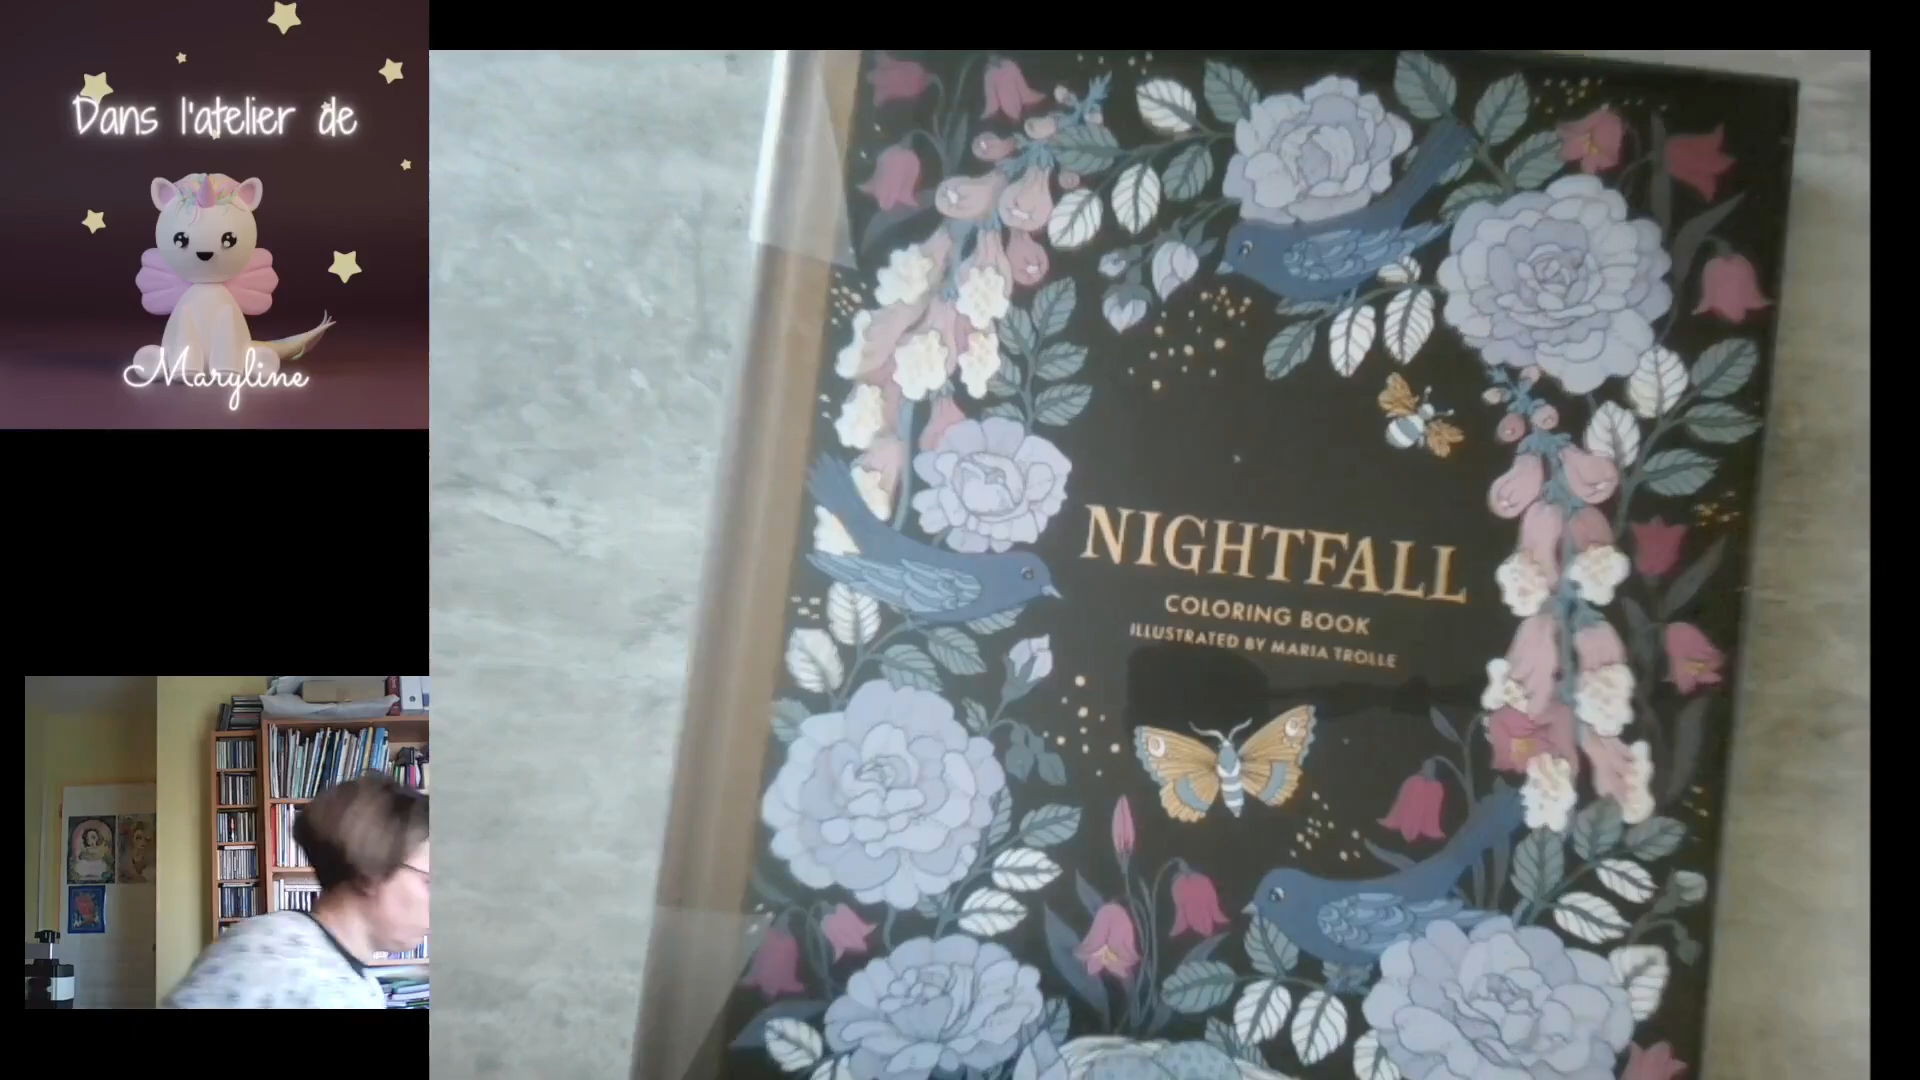 Dans l'atelier de
Maryline
NIGHTFALL
COLORING BOOK
ILLUSTRATED BY MARIA TROLLE